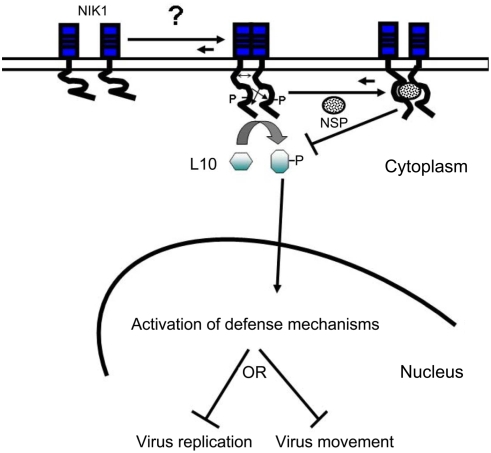 NIK1
?
P
P
NSP
L10
P
Cytoplasm
Activation of defense mechanisms
OR
Nucleus
Virus replication
Virus movement